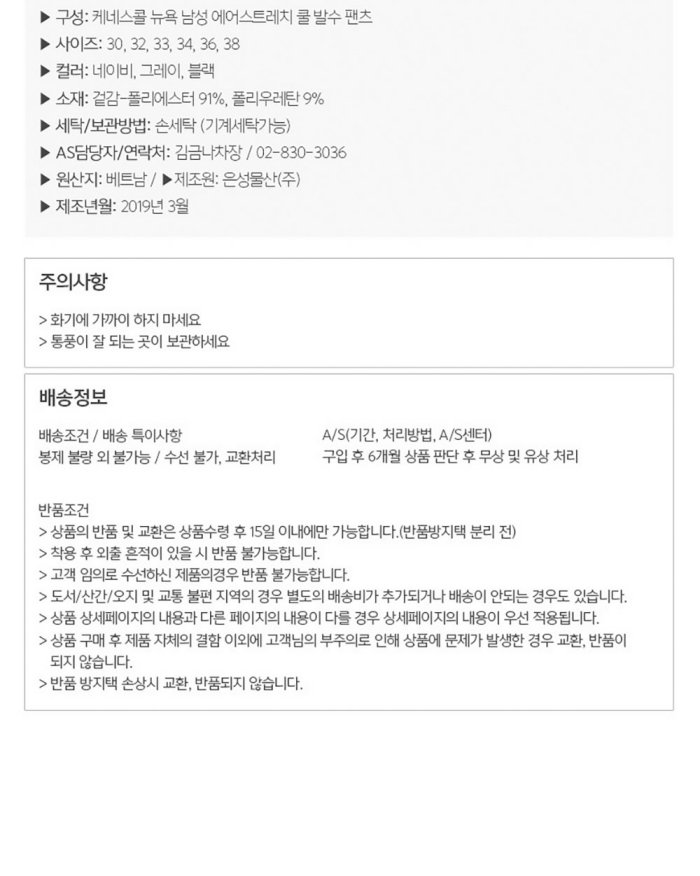 ▶ 구성: 케네스콜 뉴욕 남성 에어스트레치 쿨 발수 팬츠
▶ 사이즈: 30, 32, 33, 34, 36, 38
▶ 컬러: 네이비, 그레이, 블랙
▶ 소재: 겉감-폴리에스터 91%, 폴리우레탄 9%
▶ 세탁/보관방법: 손세탁 (기계세탁가능)
▶ AS담당자/연락처: 김금나차장 / 02-830-3036
▶ 원산지: 베트남 / ▶제조원: 은성물산(주)
▶ 제조년월: 2019년 3월
주의사항
> 화기에 가까이 하지 마세요
> 통풍이 잘 되는 곳이 보관하세요
배송정보
배송조건 / 배송 특이사항
봉제 불량 외 불가능 / 수선 불가, 교환처리
A/S(기간, 처리방법, A/S센터)
구입 후 6개월 상품 판단 후 무상 및 유상 처리
반품조건
> 상품의 반품 및 교환은 상품수령 후 15일 이내에만 가능합니다.(반품방지택 분리 전)
> 착용 후 외출 흔적이 있을 시 반품 불가능합니다.
> 고객 임의로 수선하신 제품의경우 반품 불가능합니다.
> 도서/산간/오지 및 교통 불편 지역의 경우 별도의 배송비가 추가되거나 배송이 안되는 경우도 있습니다.
> 상품 상세페이지의 내용과 다른 페이지의 내용이 다를 경우 상세페이지의 내용이 우선 적용됩니다.
> 상품 구매 후 제품 자체의 결함 이외에 고객님의 부주의로 인해 상품에 문제가 발생한 경우 교환, 반품이
되지 않습니다.
> 반품 방지택 손상시 교환, 반품되지 않습니다.